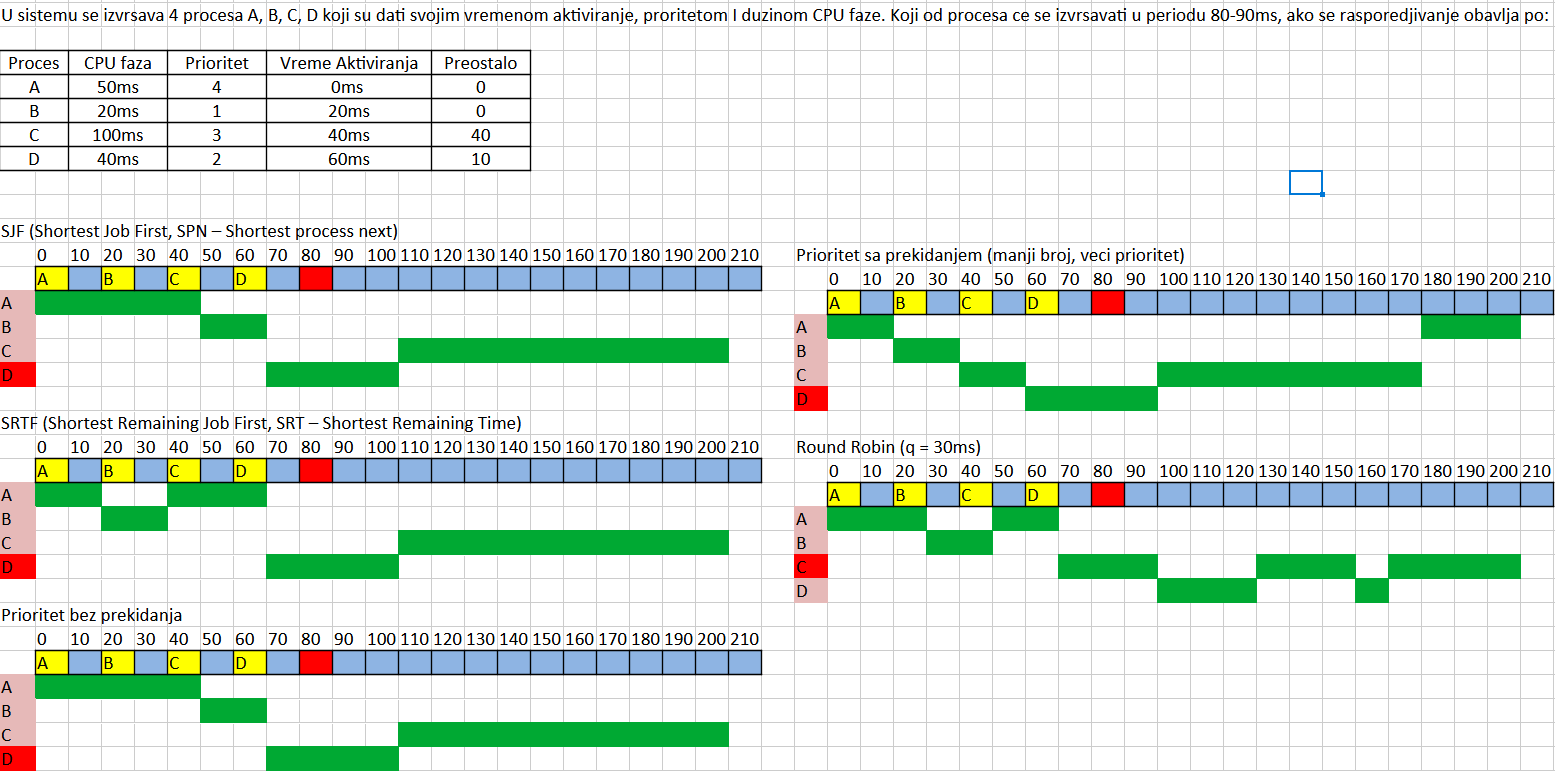 U sistemu se izvrsava 4 procesa A, B, C, D koji su dati svojim vremenom aktiviranje, proritetom I duzinom CPU faze. Koji od procesa ce se izvrsavati u periodu 80-90ms, ako se rasporedjivanje obavlja po:
Proces CPU faza Prioritet Vreme Aktiviranja Preostalo
A 50ms 4 0ms 0
B 20ms 1 20ms 0
C 100ms 3 40ms 40
D 40ms 2 60ms 10
SJF (Shortest Job First, SPN – Shortest process next)
0 10 20 30 40 50 60 70 80 90 100 110 120 130 140 150 160 170 180 190 200 210
A B C D
A
B
C
D
SRTF (Shortest Remaining Job First, SRT – Shortest Remaining Time)
0 10 20 30 40 50 60 70 80 90 100 110 120 130 140 150 160 170 180 190 200 210
A B C D
A
B
C
D
Prioritet bez prekidanja
0 10 20 30 40 50 60 70 80 90 100 110 120 130 140 150 160 170 180 190 200 210
A B C D
A
B
C
D
Prioritet sa prekidanjem (manji broj, veci prioritet)
0 10 20 30 40 50 60 70 80 90 100 110 120 130 140 150 160 170 180 190 200 210
A B C D
A
B
C
D
Round Robin (q = 30ms)
0 10 20 30 40 50 60 70 80 90 100 110 120 130 140 150 160 170 180 190 200 210
A B C D
A
B
C
D